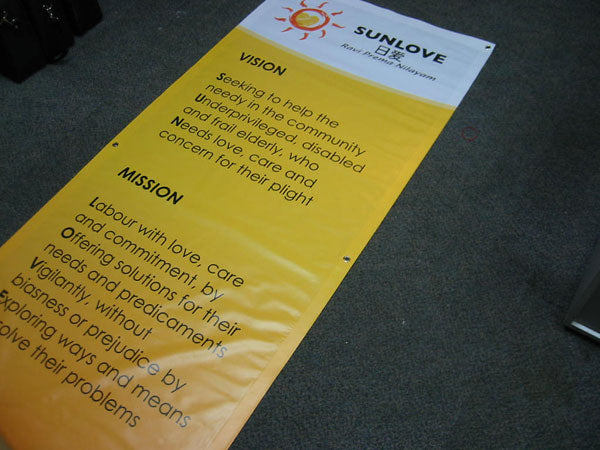 SUNLOVE
日爱
Ravi Prema Nilayam
VISION
Seeking to help the
needy in the community
Underprivileged, disabled
and frail elderly, who
Needs love, care and
concern for their plight
MISSION
Labour with love, care
and commitment, by
Offering solutions for their
needs and predicaments
Vigilantly, without
biasness or prejudice by
Exploring ways and means
solve their problems